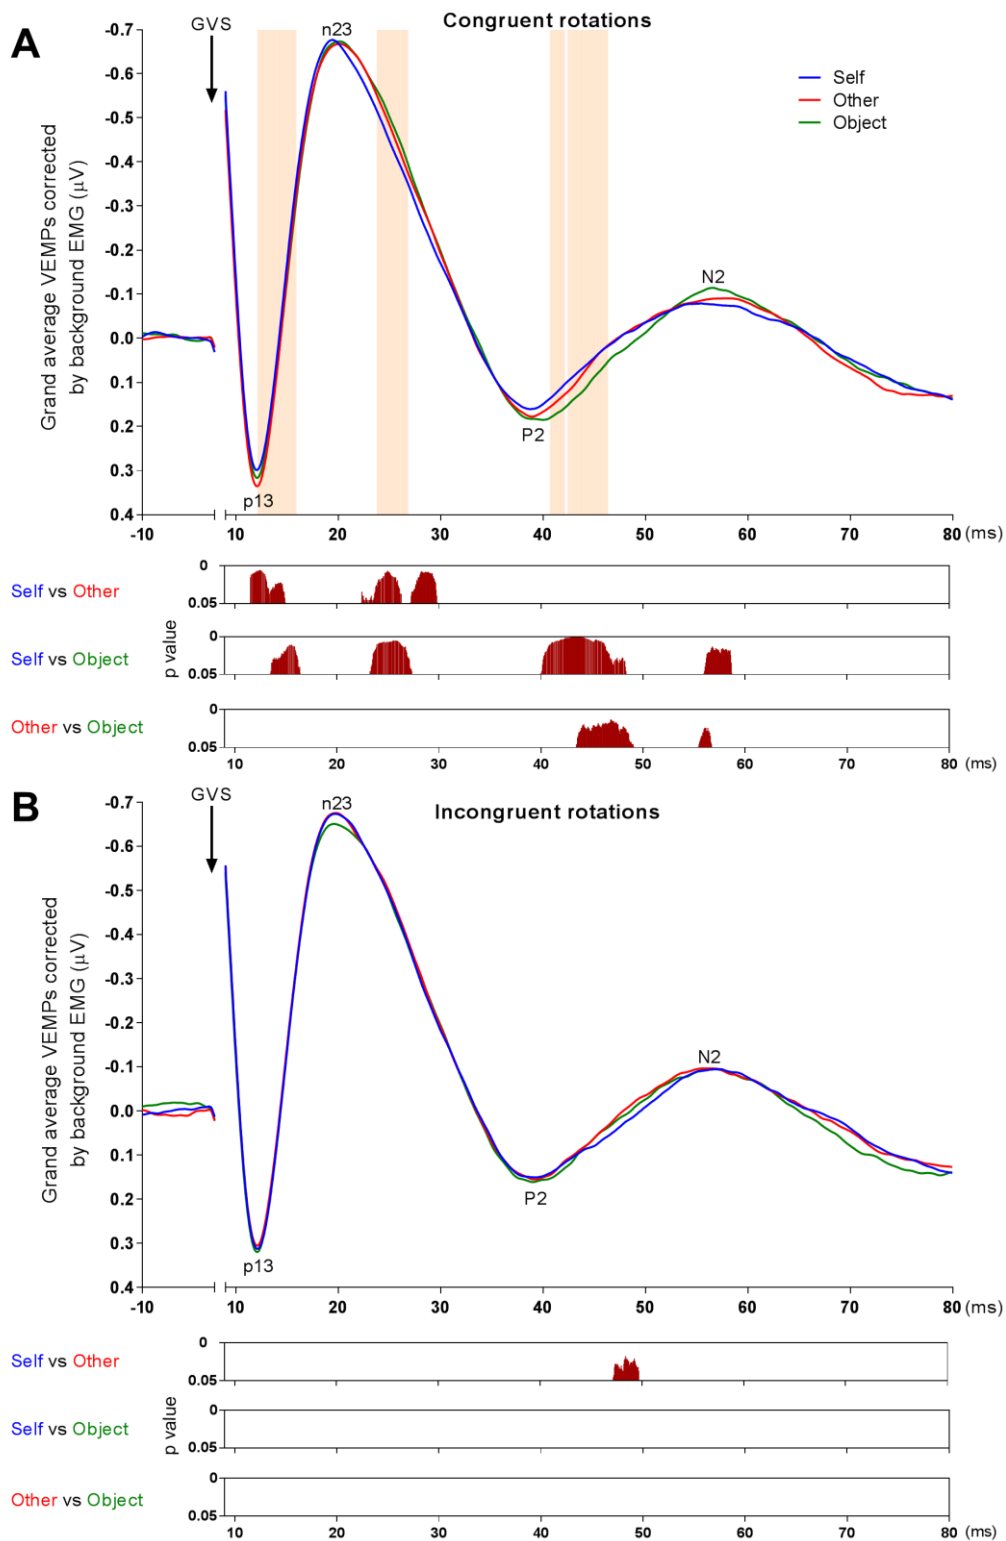 A
GVS
Congruent rotations
n23
Self
Other
Object
Grand average VEMPs corrected
by background EMG (μV)
-0.7
-0.6
-0.5
-0.4
-0.3
-0.2
-0.1
0.0
0.1
0.2
0.3
0.4
N2
P2
p13
-10 10 20 30 40 50 60 70 80 (ms)
Self vs Other
0
0.05
Self vs Object
p value
0
0.05
Other vs Object
0
0.05
10 20 30 40 50 60 70 80 (ms)
B
GVS
Incongruent rotations
n23
Grand average VEMPs corrected
by background EMG (μV)
-0.7
-0.6
-0.5
-0.4
-0.3
-0.2
-0.1
0.0
0.1
0.2
0.3
0.4
N2
P2
p13
-10 10 20 30 40 50 60 70 80 (ms)
Self vs Other
0
0.05
Self vs Object
p value
0
0.05
Other vs Object
0
0.05
10 20 30 40 50 60 70 80 (ms)